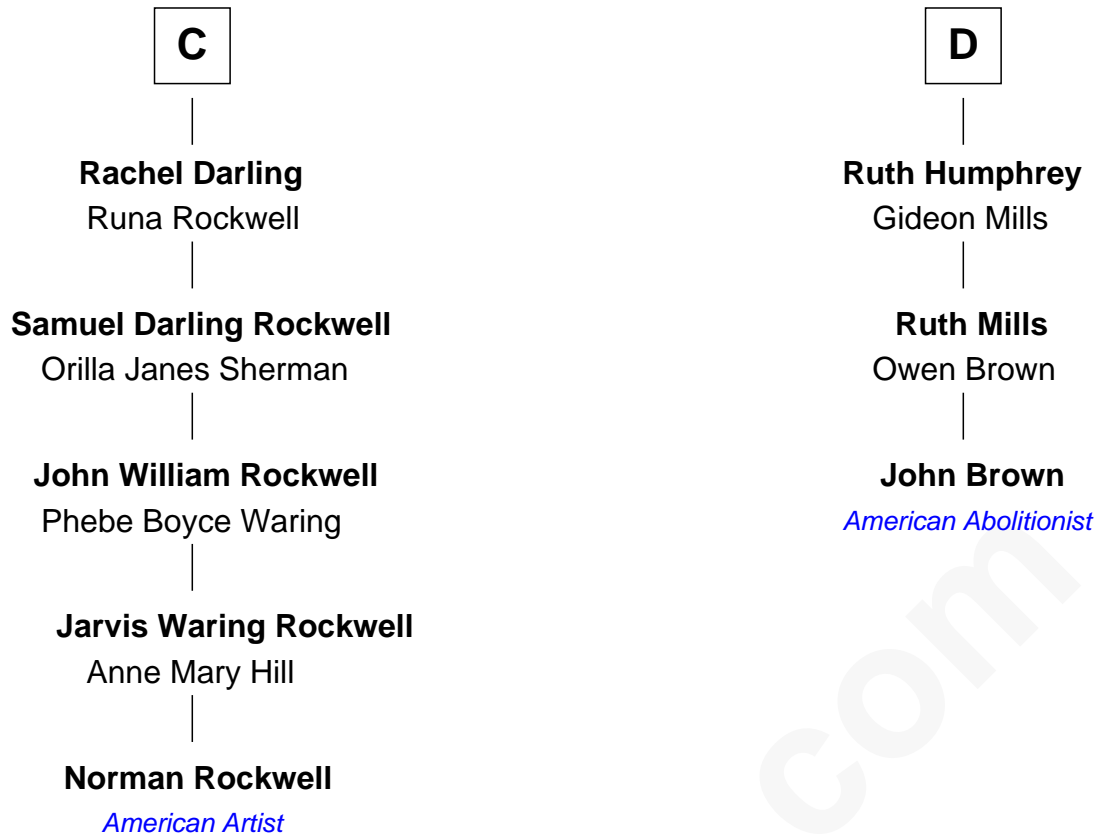 C
Rachel Darling
Runa Rockwell
Samuel Darling Rockwell
Orilla Janes Sherman
John William Rockwell
Phebe Boyce Waring
Jarvis Waring Rockwell
Anne Mary Hill
Norman Rockwell
American Artist
D
Ruth Humphrey
Gideon Mills
Ruth Mills
Owen Brown
John Brown
American Abolitionist
com